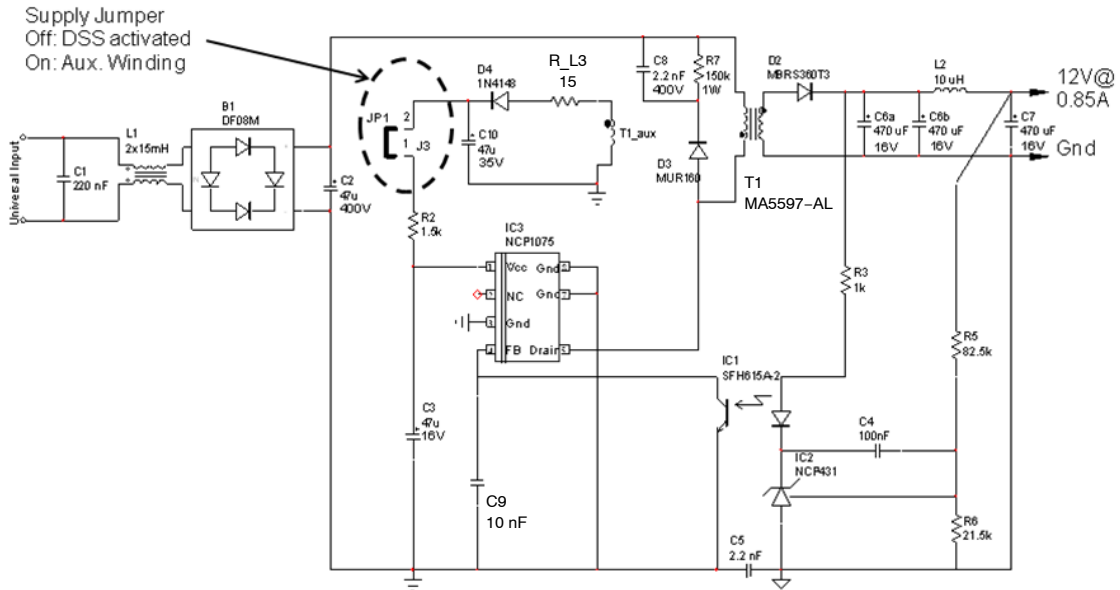 Supply Jumper
Off: DSS activated
On: Aux. Winding
Universal Input
C1
220 nF
L1
2x15mH
B1
DF08M
C2
47u
400V
JP1
2
1
J3
D4
1N4148
R_L3
15
C10
47u
35V
T1_aux
C8
2.2 nF
400V
R7
150k
1W
D3
MUR160
T1
MA5597-AL
D2
MBRS360T3
L2
10 uH
12V@
0.85A
C6a
470 uF
16V
C6b
470 uF
16V
C7
470 uF
16V
Gnd
R2
1.5k
IC3
NCP1075
Vcc
Gnd
NC
Gnd
Gnd
FB
Drain
R3
1k
R5
82.5k
IC1
SFH615A-2
C3
47u
16V
C4
100nF
IC2
NCP431
C9
10 nF
R6
21.5k
C5
2.2 nF